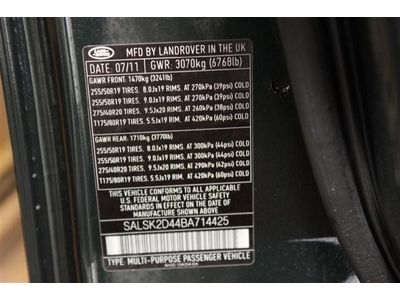 LAND ROVER
MFD BY LANDROVER IN THE UK
DATE: 07/11 GWR: 3070kg (6768lb)
GAWR FRONT: 1470kg (3241lb)
255/50R19 TIRES. 8.0Jx19 RIMS. AT 270kPa (39psi) COLD
255/50R19 TIRES. 9.0Jx19 RIMS. AT 270kPa (39psi) COLD
275/40R20 TIRES. 9.5Jx20 RIMS. AT 260kPa (38psi) COLD
T175/80R19 TIRES. 5.5Jx19 RIM. AT 420kPa (60psi) COLD
GAWR REAR: 1710kg (3770lb)
255/50R19 TIRES. 8.0Jx19 RIMS. AT 300kPa (44psi) COLD
255/50R19 TIRES. 9.0Jx19 RIMS. AT 300kPa (44psi) COLD
275/40R20 TIRES. 9.5Jx20 RIMS. AT 290kPa (42psi) COLD
T175/80R19 TIRES. 5.5Jx19 RIM. AT 420kPa (60psi) COLD
THIS VEHICLE CONFORMS
TO ALL APPLICABLE
U.S. FEDERAL MOTOR VEHICLE
SAFETY AND THEFT
PREVENTION STANDARDS
IN EFFECT ON THE DATE OF
MANUFACTURE SHOWN ABOVE.
SALSK2D44BA714425
TYPE: MULTI-PURPOSE PASSENGER VEHICLE